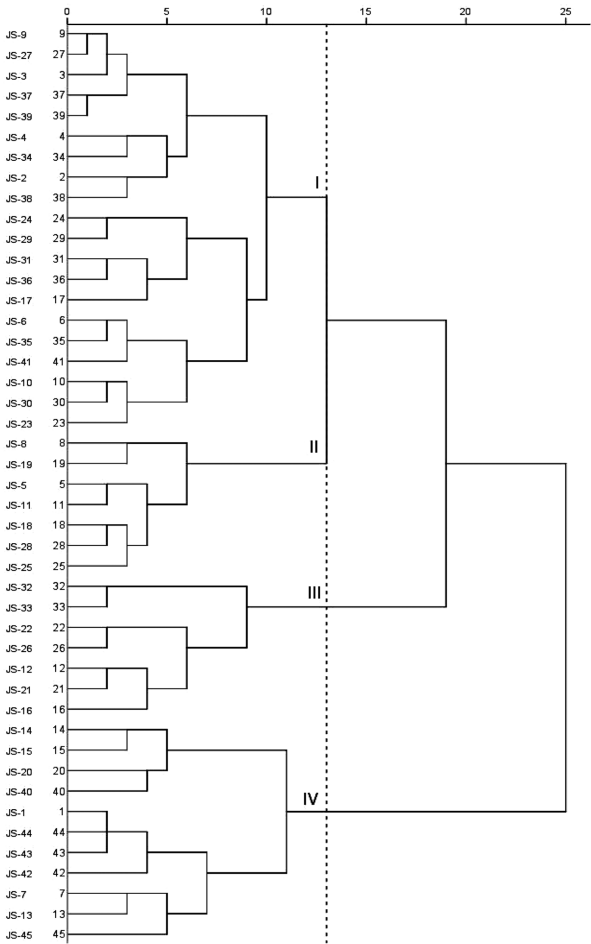 0 5 10 15 20 25
JS-9 9
JS-27 27
JS-3 3
JS-37 37
JS-39 39
JS-4 4
JS-34 34
JS-2 2
I
JS-38 38
JS-24 24
JS-29 29
JS-31 31
JS-36 36
JS-17 17
JS-6 6
JS-35 35
JS-41 41
JS-10 10
JS-30 30
JS-23 23
JS-8 8
II
JS-19 19
JS-5 5
JS-11 11
JS-18 18
JS-28 28
JS-25 25
JS-32 32
III
JS-33 33
JS-22 22
JS-26 26
JS-12 12
JS-21 21
JS-16 16
JS-14 14
JS-15 15
JS-20 20
JS-40 40
IV
JS-1 1
JS-44 44
JS-43 43
JS-42 42
JS-7 7
JS-13 13
JS-45 45